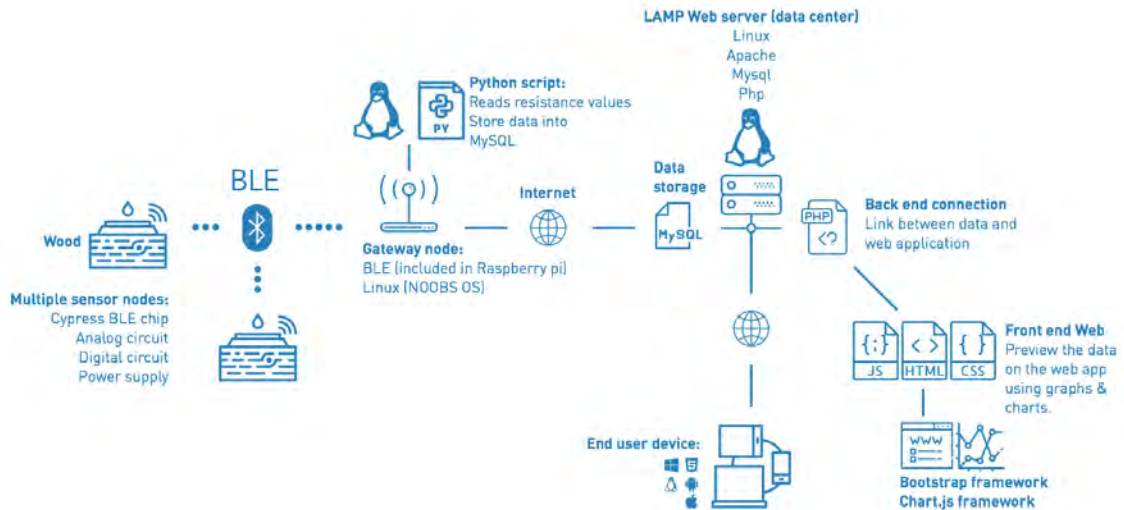 LAMP Web server (data center)
Linux
Apache
Mysql
Php
Python script:
Reads resistance values
Store data into
MySQL
PY
BLE
Wood
Multiple sensor nodes:
Cypress BLE chip
Analog circuit
Digital circuit
Power supply
Gateway node:
BLE (included in Raspberry pi)
Linux (NOOBS OS)
Internet
Data
storage
MySQL
PHP
<?
Back end connection
Link between data and
web application
{;}
JS
< >
HTML
{ }
CSS
Front end Web
Preview the data
on the web app
using graphs &
charts.
WWW
Bootstrap framework
Chart.js framework
End user device: